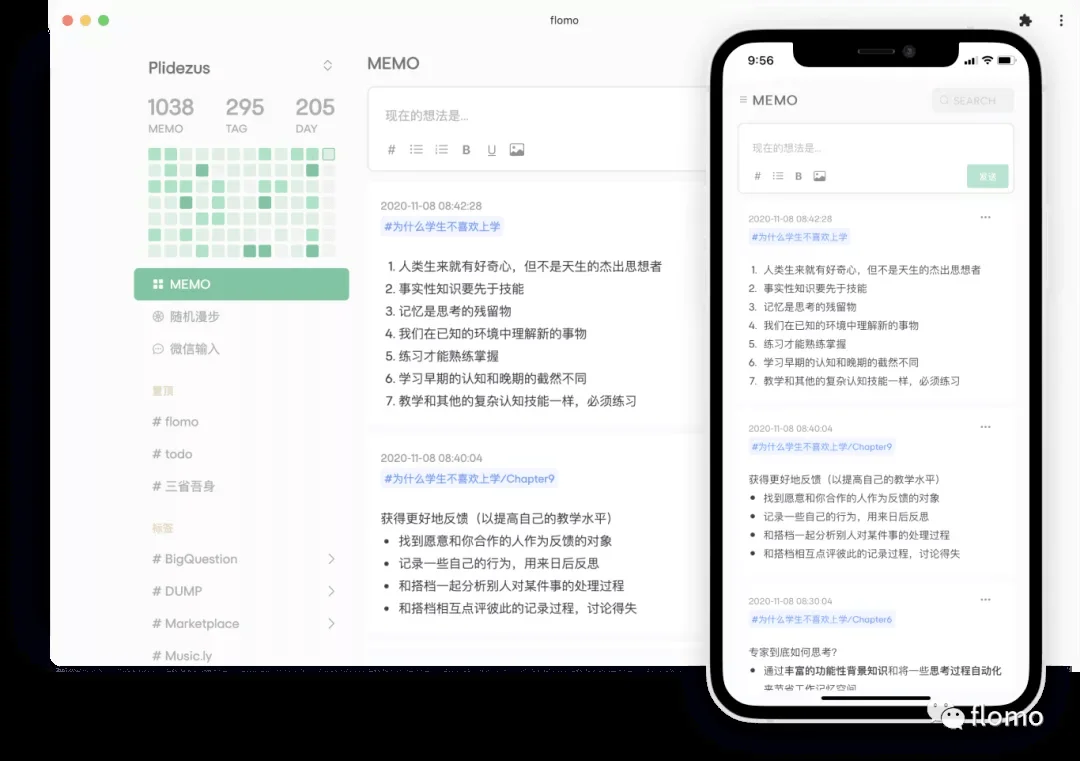 flomo
Plidezus
1038 295 205
MEMO TAG DAY
MEMO
随机漫步
微信输入
置顶
# flomo
# todo
# 三省吾身
标签
# BigQuestion
# DUMP
# Marketplace
# Music.ly
MEMO
现在的想法是...
# B U
2020-11-08 08:42:28
#为什么学生不喜欢上学
1. 人类生来就有好奇心，但不是天生的杰出思想者
2. 事实性知识要先于技能
3. 记忆是思考的残留物
4. 我们在已知的环境中理解新的事物
5. 练习才能熟练掌握
6. 学习早期的认知和晚期的截然不同
7. 教学和其他的复杂认知技能一样，必须练习
2020-11-08 08:40:04
#为什么学生不喜欢上学/Chapter9
获得更好地反馈（以提高自己的教学水平）
• 找到愿意和你合作的人作为反馈的对象
• 记录一些自己的行为，用来日后反思
• 和搭档一起分析别人对某件事的处理过程
• 和搭档相互点评彼此的记录过程，讨论得失
9:56
MEMO
SEARCH
现在的想法是...
# B
发送
2020-11-08 08:42:28
#为什么学生不喜欢上学
1. 人类生来就有好奇心，但不是天生的杰出思想者
2. 事实性知识要先于技能
3. 记忆是思考的残留物
4. 我们在已知的环境中理解新的事物
5. 练习才能熟练掌握
6. 学习早期的认知和晚期的截然不同
7. 教学和其他的复杂认知技能一样，必须练习
2020-11-08 08:40:04
#为什么学生不喜欢上学/Chapter9
获得更好地反馈（以提高自己的教学水平）
• 找到愿意和你合作的人作为反馈的对象
• 记录一些自己的行为，用来日后反思
• 和搭档一起分析别人对某件事的处理过程
• 和搭档相互点评彼此的记录过程，讨论得失
2020-11-08 08:30:04
#为什么学生不喜欢上学/Chapter6
专家到底如何思考?
• 通过丰富的功能性背景知识和将一些思考过程自动化
来节省工作记忆空间
flomo